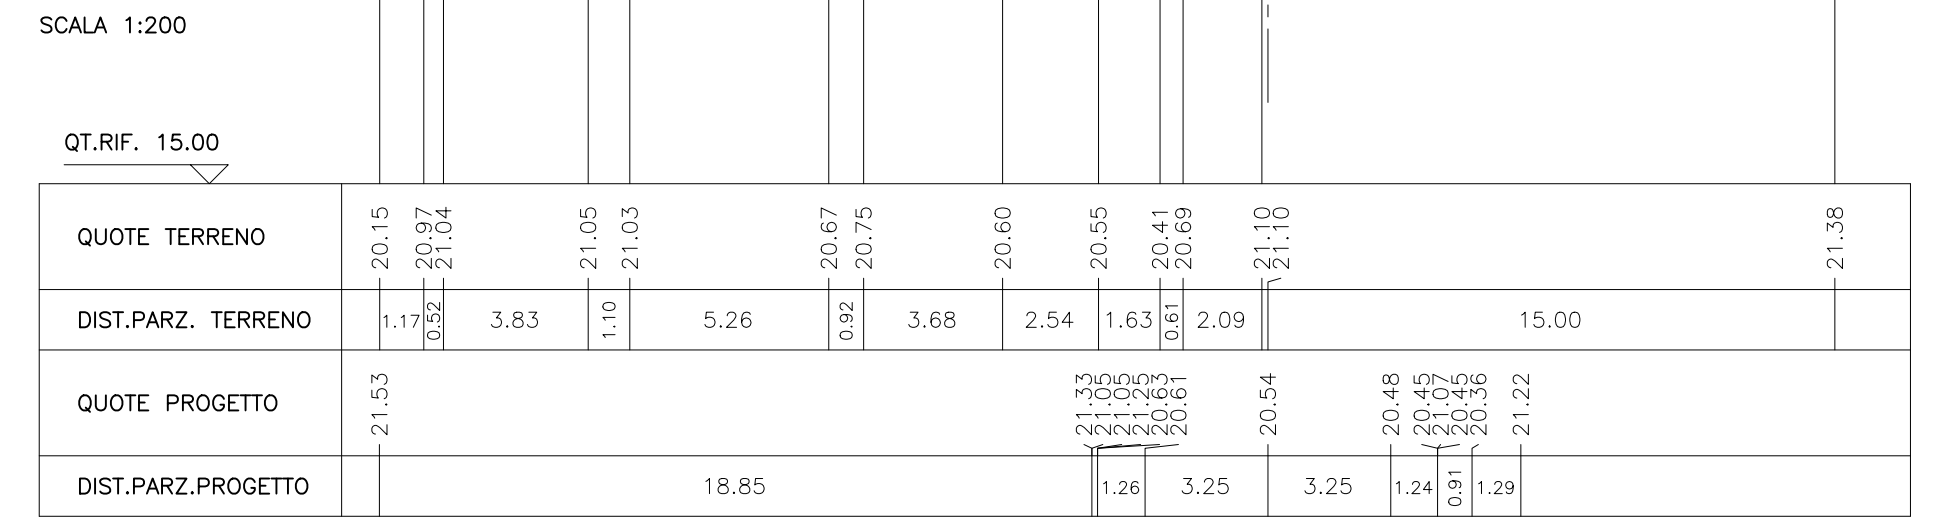 SCALA 1:200
QT.RIF. 15.00
QUOTE TERRENO 20.15 20.97 21.04 21.05 21.03 20.67 20.75 20.60 20.55 20.41 20.69 21.10 21.10 21.38
DIST.PARZ. TERRENO 1.17 0.52 3.83 1.10 5.26 0.92 3.68 2.54 1.63 0.61 2.09 15.00
QUOTE PROGETTO 21.53 21.33 21.05 21.05 21.25 20.63 20.61 20.54 20.48 20.45 21.07 20.45 20.36 21.22
DIST.PARZ.PROGETTO 18.85 1.26 3.25 3.25 1.24 0.91 1.29